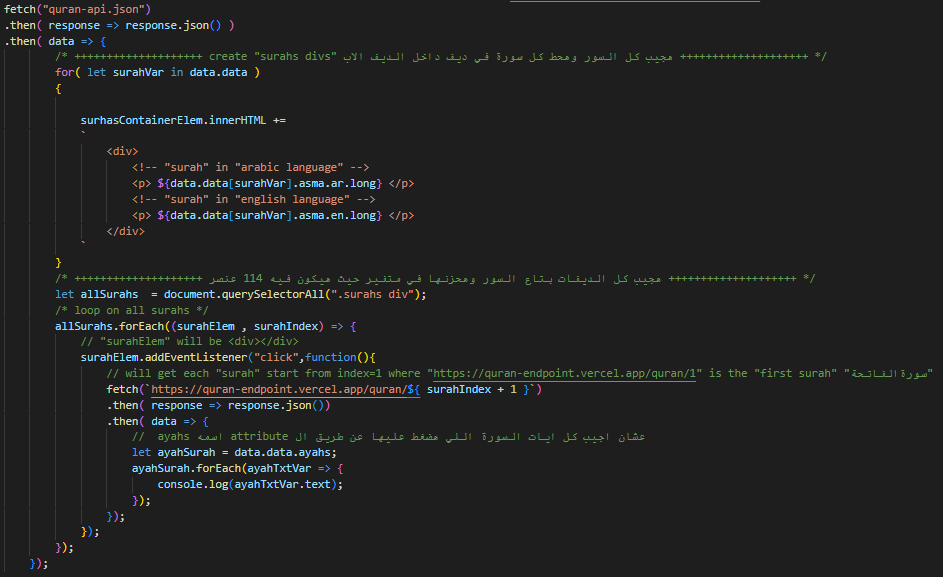 fetch("quran-api.json")
.then( response => response.json() )
.then( data => {
/* ++++++++++++++++++++ create "surahs divs" هجيب كل السور وهحط كل سورة في ديف داخل الديف الاب ++++++++++++++++++++ */
for( let surahVar in data.data )
{
surhasContainerElem.innerHTML +=
`
<div>
<!-- "surah" in "arabic language" -->
<p> ${data.data[surahVar].asma.ar.long} </p>
<!-- "surah" in "english language" -->
<p> ${data.data[surahVar].asma.en.long} </p>
</div>
`
}
/* ++++++++++++++++++++ هجيب كل الديفات بتاع السور وهخزنها في متغير حيث هيكون فيه 114 عنصر ++++++++++++++++++++ */
let allSurahs  = document.querySelectorAll(".surahs div");
/* loop on all surahs */
allSurahs.forEach((surahElem , surahIndex) => {
// "surahElem" will be <div></div>
surahElem.addEventListener("click",function(){
// will get each "surah" start from index=1 where "https://quran-endpoint.vercel.app/quran/1" is the "first surah" "سورة الفاتحة"
fetch(`https://quran-endpoint.vercel.app/quran/${ surahIndex + 1 }`)
.then( response => response.json())
.then( data => {
// عشان اجيب كل ايات السورة اللي هضغط عليها عن طريق ال attribute اسمه ayahs
let ayahSurah = data.data.ayahs;
ayahSurah.forEach(ayahTxtVar => {
console.log(ayahTxtVar.text);
});
});
});
});
});